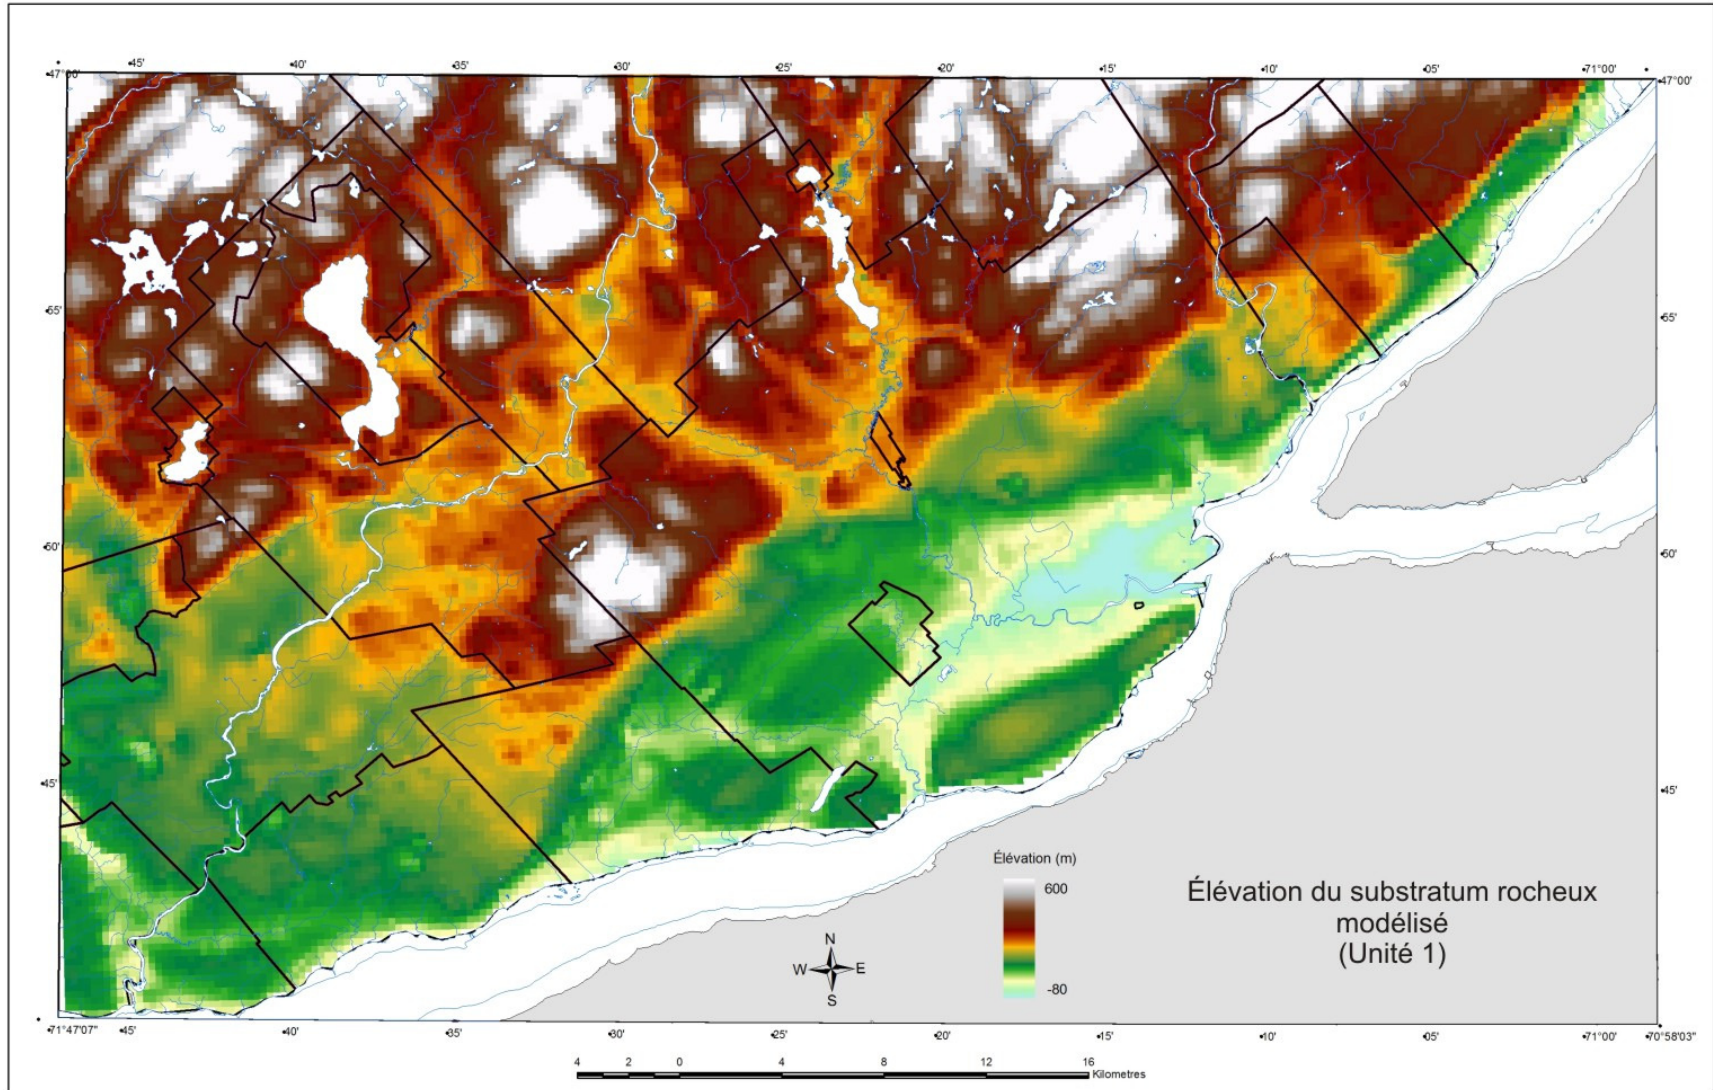 47°00' 45' 40' 35' 30' 25' 20' 15' 10' 05' 71°00' 47°00'
55' 55'
50' 50'
45' 45'
Élévation (m)
600
-80
Élévation du substratum rocheux
modélisé
(Unité 1)
N
W E
S
71°47'07" 45' 40' 35' 30' 25' 20' 15' 10' 05' 71°00' 70°58'03"
4 2 0 4 8 12 16
Kilometres